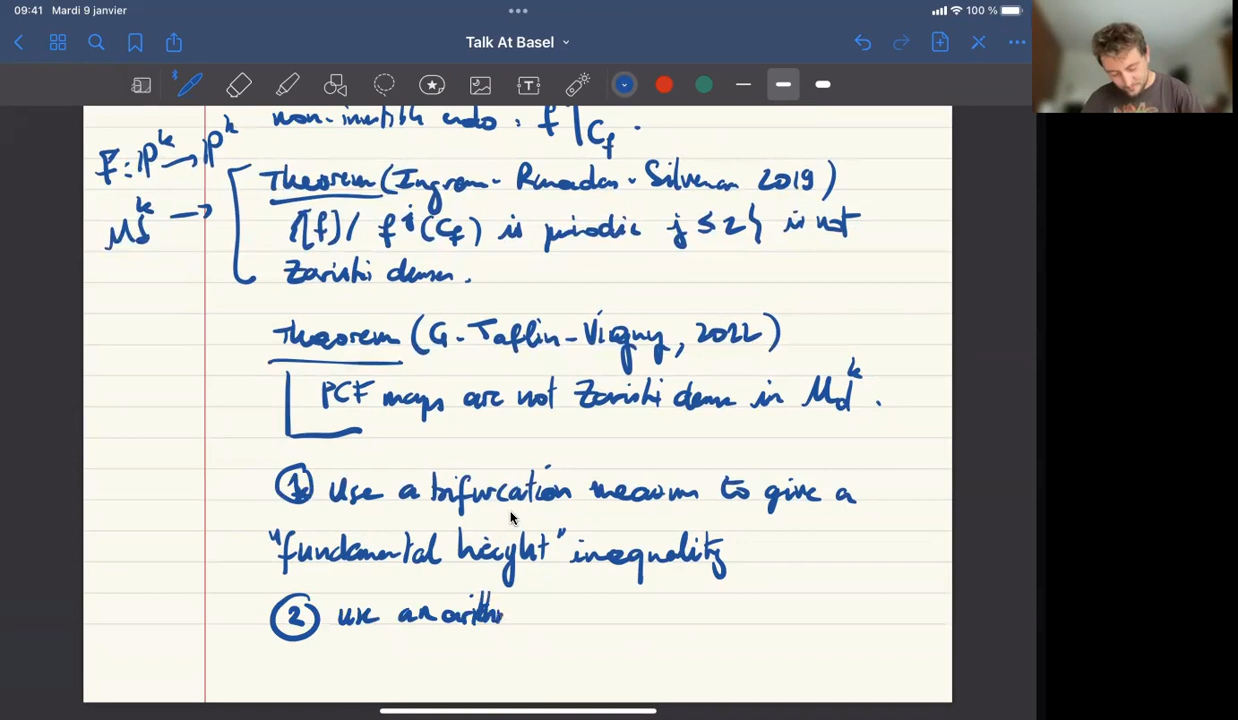 09:41 Mardi 9 janvier
100 %
Talk At Basel
non-invertible endo : f|C_f .
F : P^k → P^k
Theorem (Ingram - Ramadas - Silverman 2019)
M_d^k →
{[f] / f^j(C_f) is periodic j ≤ 2} is not
Zariski dense.
Theorem (G - Taflin - Vigny, 2022)
PCF maps are not Zariski dense in M_d^k .
① Use a bifurcation measure to give a
"fundamental height" inequality
② use an arith